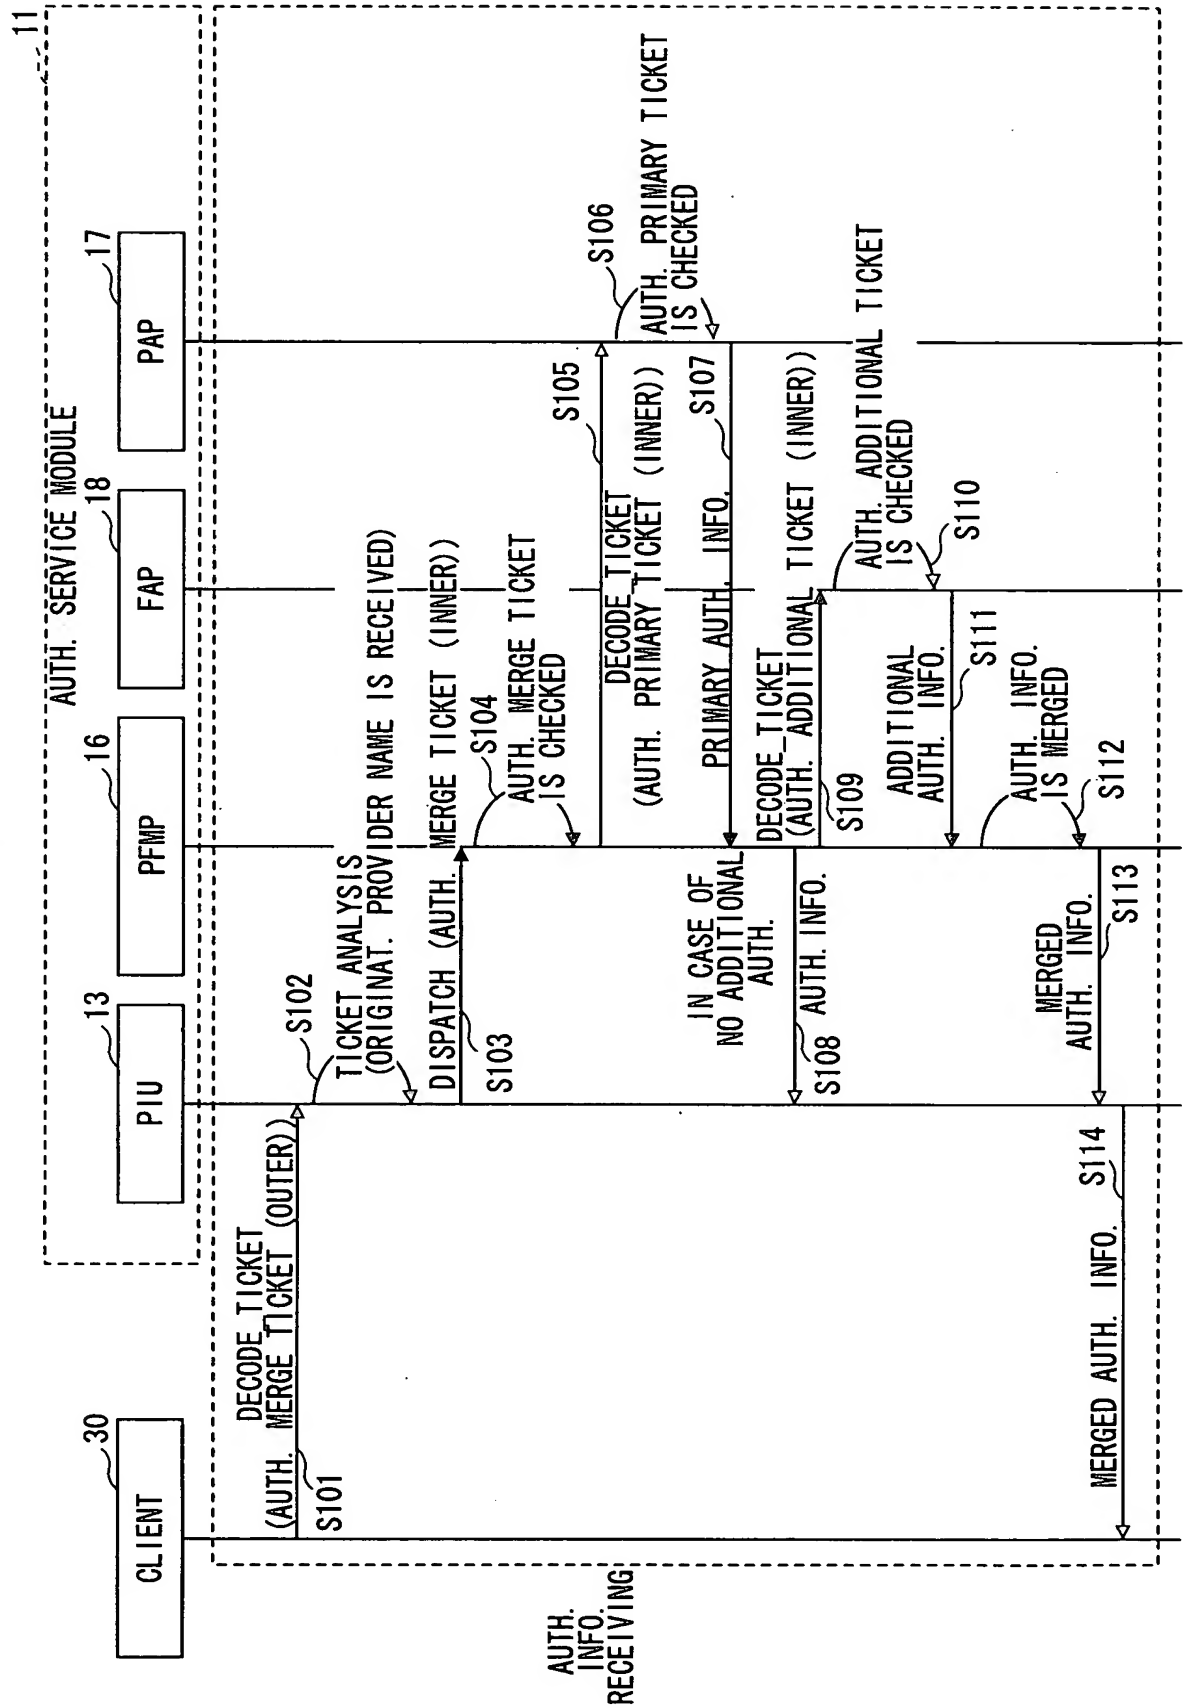 11
AUTH. SERVICE MODULE
30
13
16
18
17
CLIENT
PIU
PFMP
FAP
PAP
AUTH.
INFO.
RECEIVING
DECODE_TICKET
(AUTH. MERGE TICKET (OUTER))
S101
S102
TICKET ANALYSIS
(ORIGINAT. PROVIDER NAME IS RECEIVED)
DISPATCH (AUTH. MERGE TICKET (INNER))
S103
S104
AUTH. MERGE TICKET
IS CHECKED
S105
DECODE_TICKET
(AUTH. PRIMARY TICKET (INNER))
S106
AUTH. PRIMARY TICKET
IS CHECKED
PRIMARY AUTH. INFO.
S107
IN CASE OF
NO ADDITIONAL
AUTH.
AUTH. INFO.
S108
DECODE_TICKET
(AUTH. ADDITIONAL TICKET (INNER))
S109
AUTH. ADDITIONAL TICKET
IS CHECKED
S110
ADDITIONAL
AUTH. INFO.
S111
AUTH. INFO.
IS MERGED
S112
MERGED
AUTH. INFO.
S113
MERGED AUTH. INFO.
S114